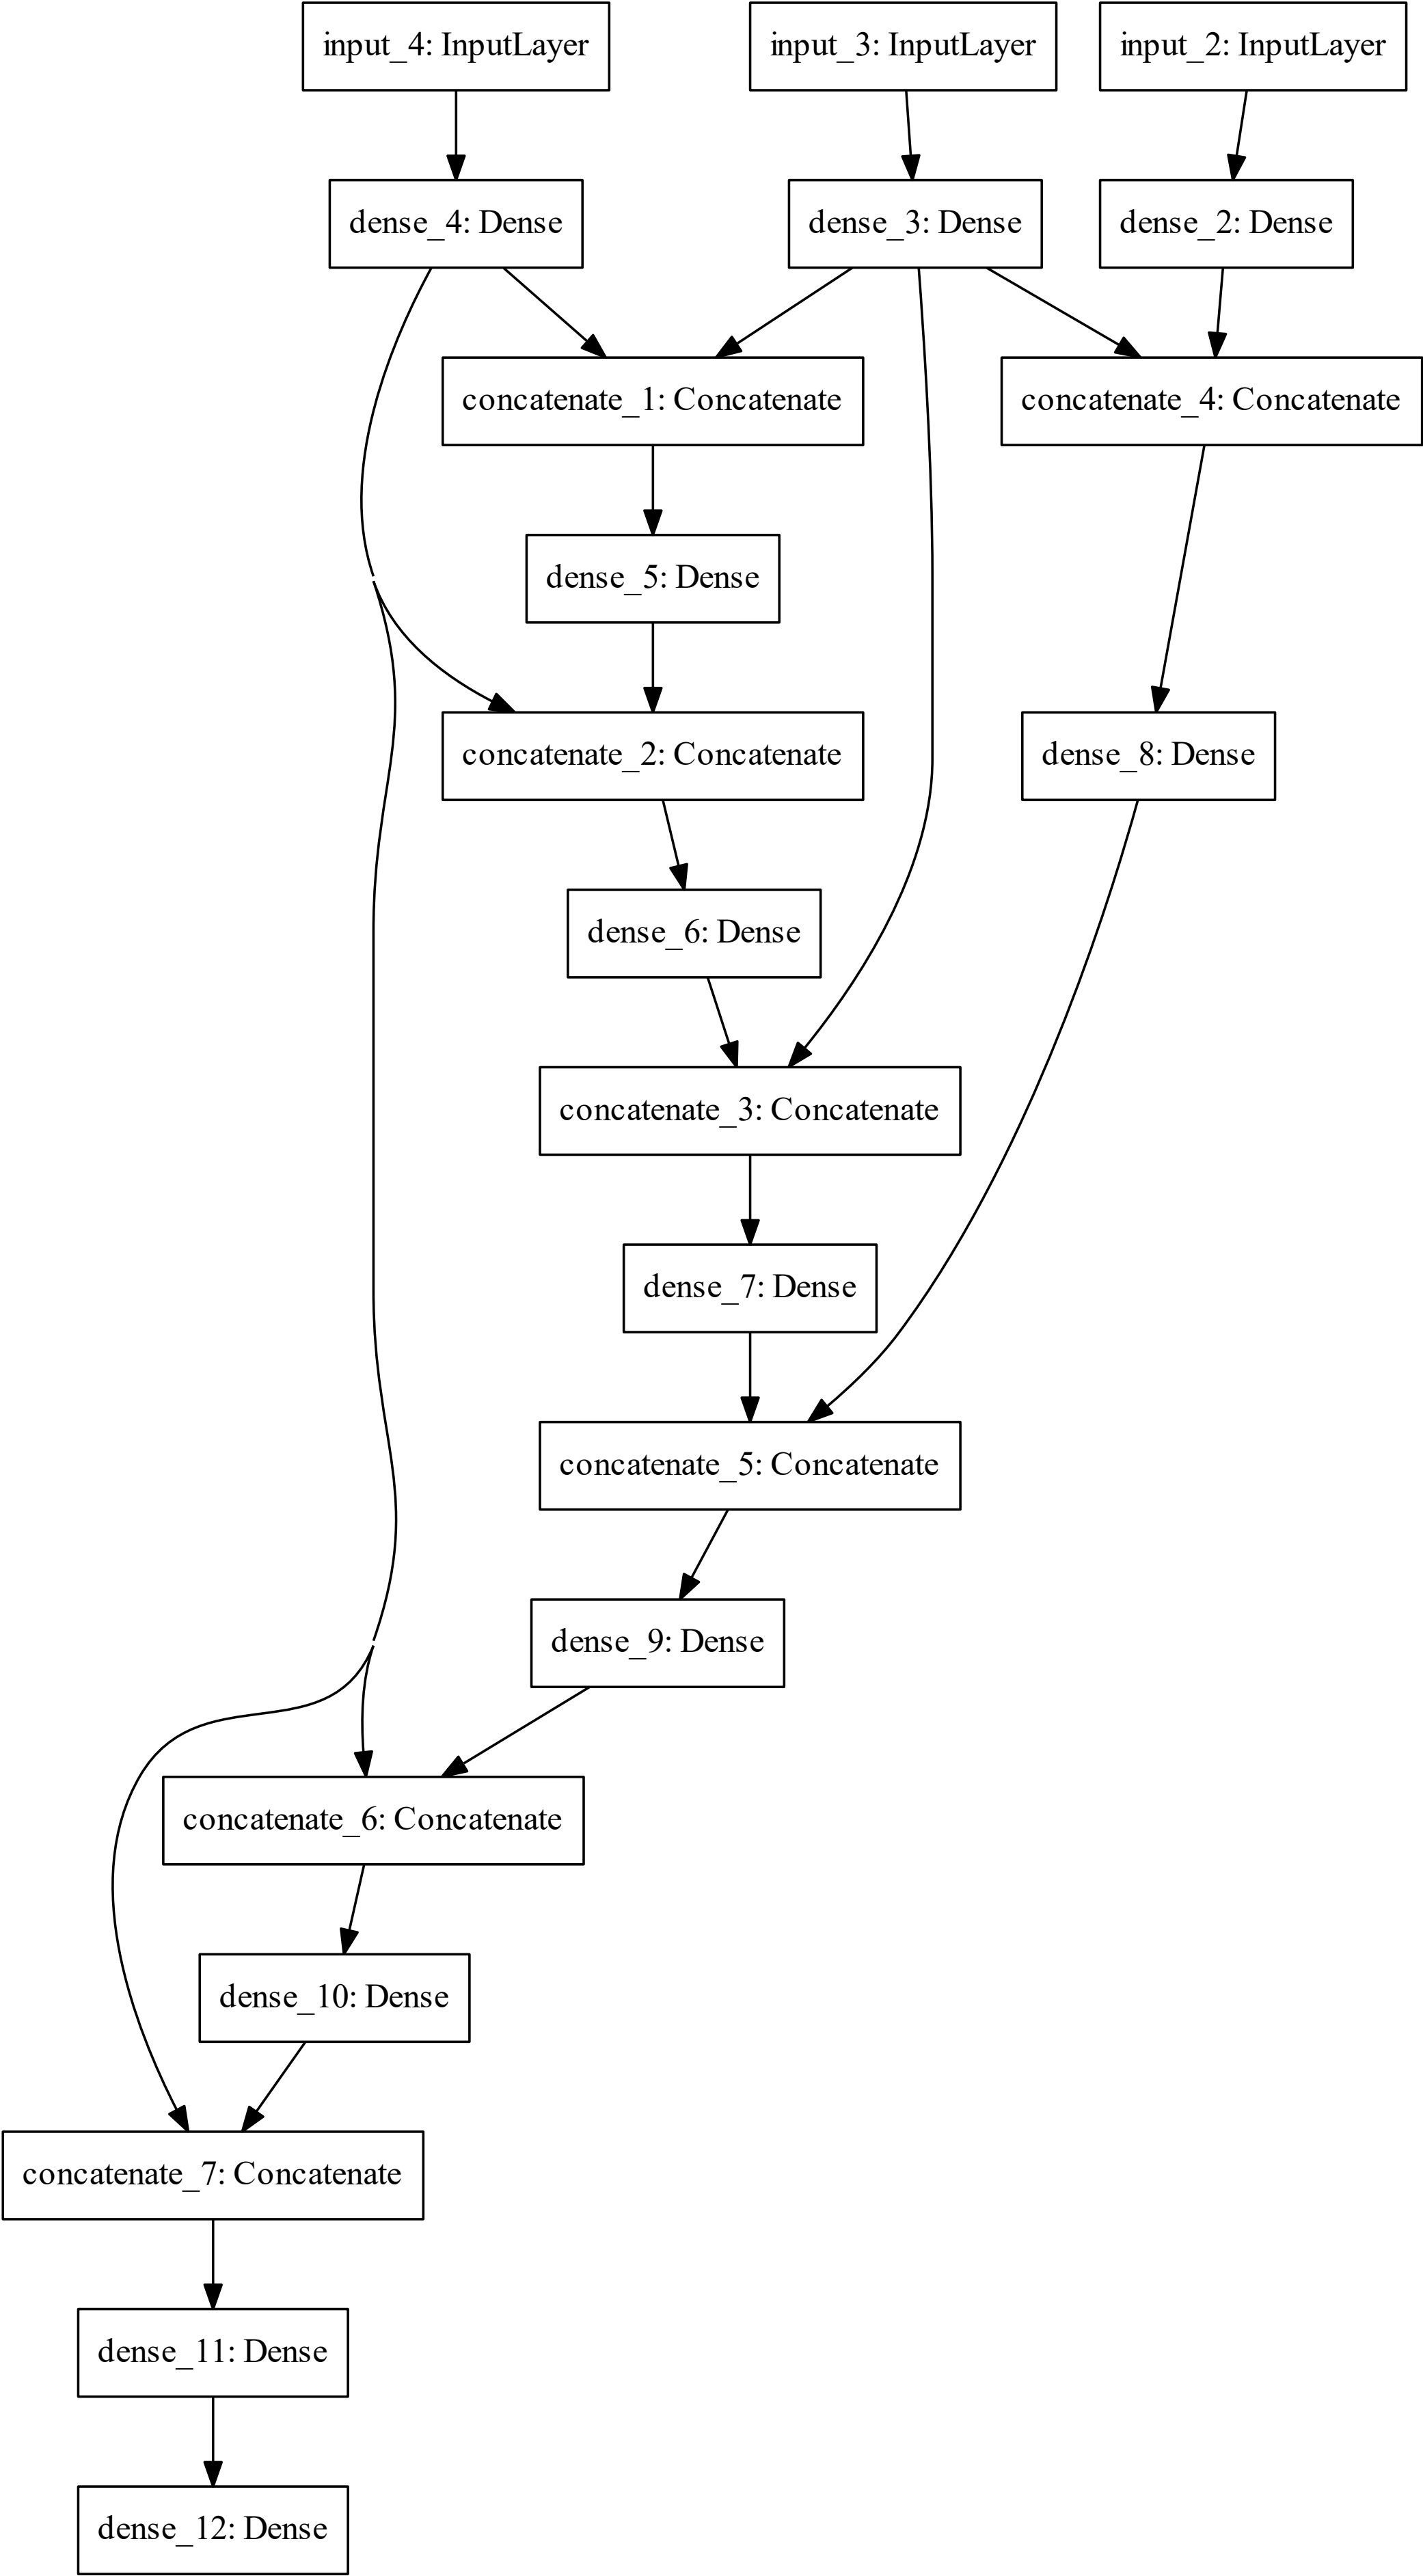 input_4: InputLayer
input_3: InputLayer
input_2: InputLayer
dense_4: Dense
dense_3: Dense
dense_2: Dense
concatenate_1: Concatenate
concatenate_4: Concatenate
dense_5: Dense
concatenate_2: Concatenate
dense_8: Dense
dense_6: Dense
concatenate_3: Concatenate
dense_7: Dense
concatenate_5: Concatenate
dense_9: Dense
concatenate_6: Concatenate
dense_10: Dense
concatenate_7: Concatenate
dense_11: Dense
dense_12: Dense